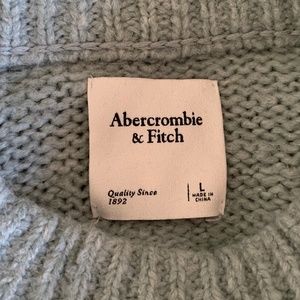 Abercrombie
& Fitch
Quality Since
1892
L
MADE IN
CHINA